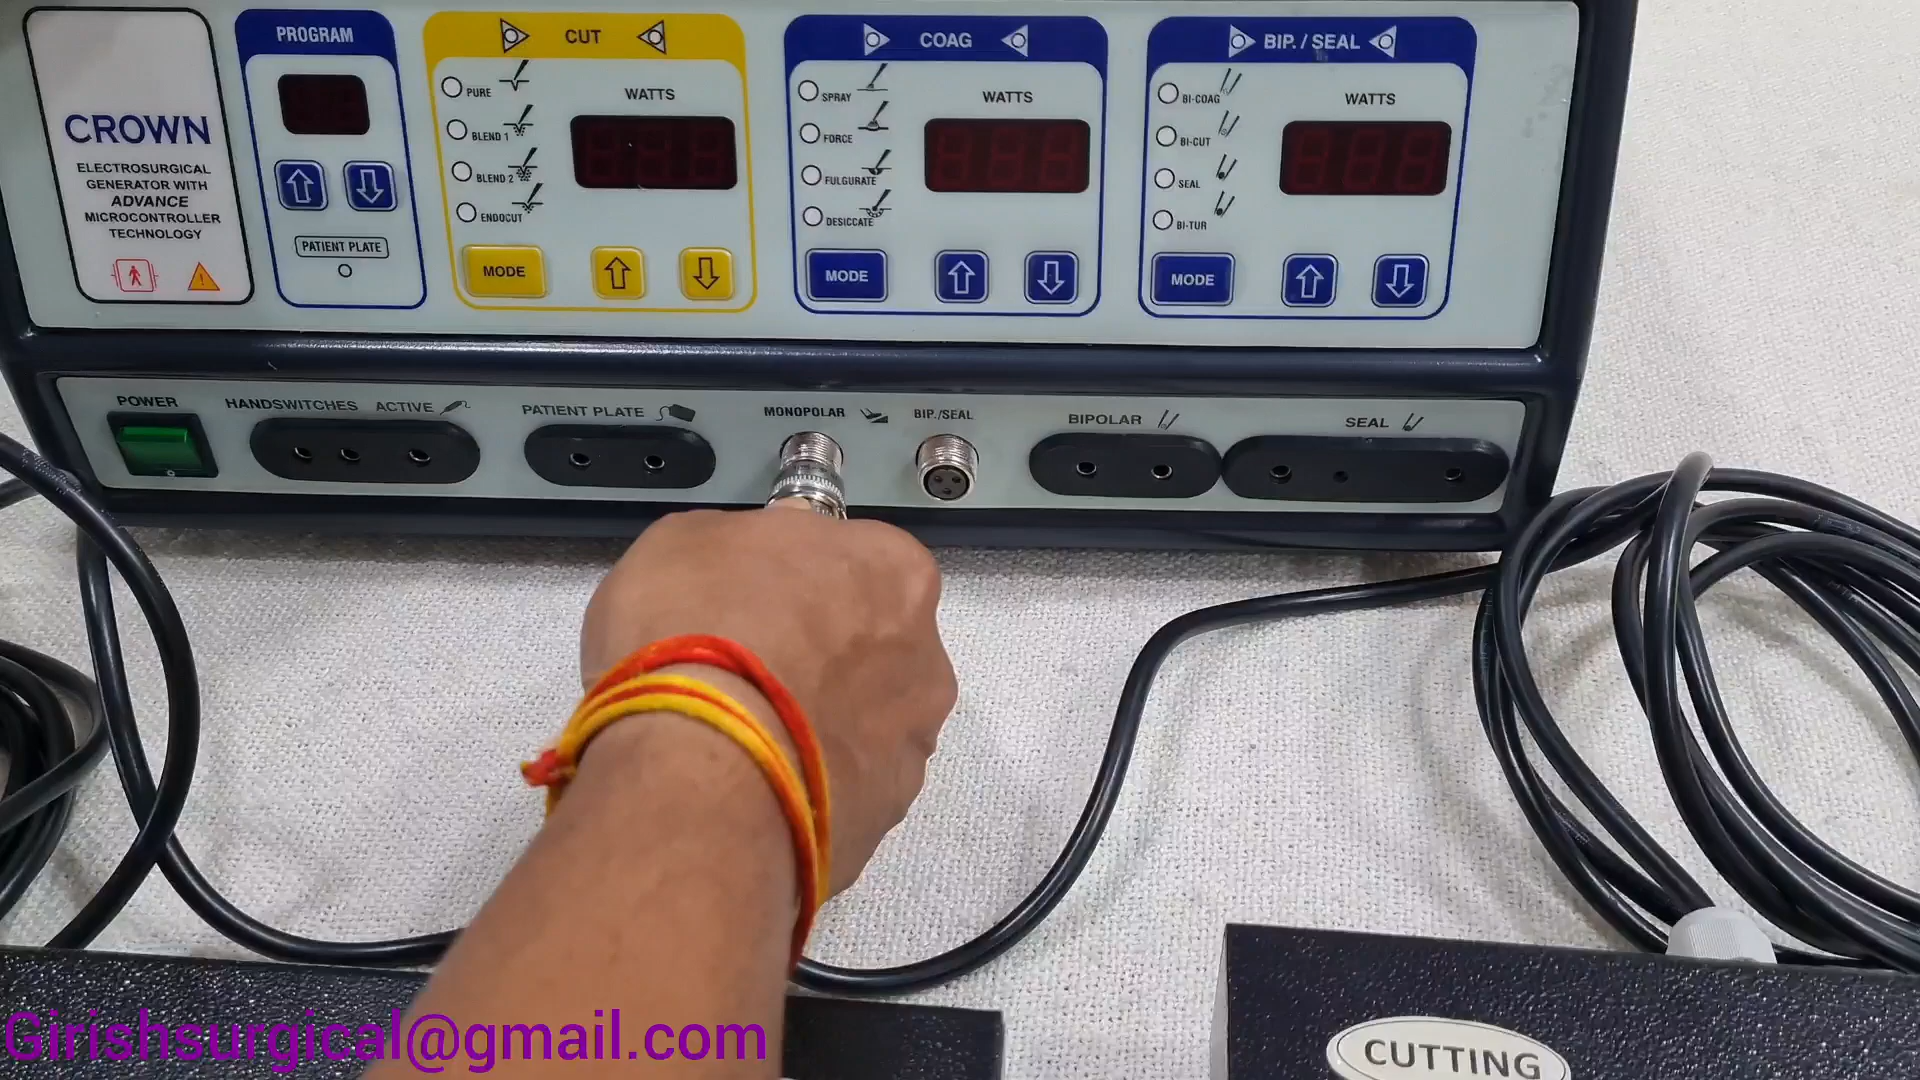 PROGRAM
CUT
COAG
BIP. / SEAL
CROWN
ELECTROSURGICAL
GENERATOR WITH
ADVANCE
MICROCONTROLLER
TECHNOLOGY
PATIENT PLATE
PURE
BLEND 1
BLEND 2
ENDOCUT
WATTS
MODE
SPRAY
FORCE
FULGURATE
DESICCATE
WATTS
MODE
BI-COAG
BI-CUT
SEAL
BI-TUR
WATTS
MODE
POWER
HANDSWITCHES ACTIVE
PATIENT PLATE
MONOPOLAR
BIP./SEAL
BIPOLAR
SEAL
CUTTING
Girishsurgical@gmail.com